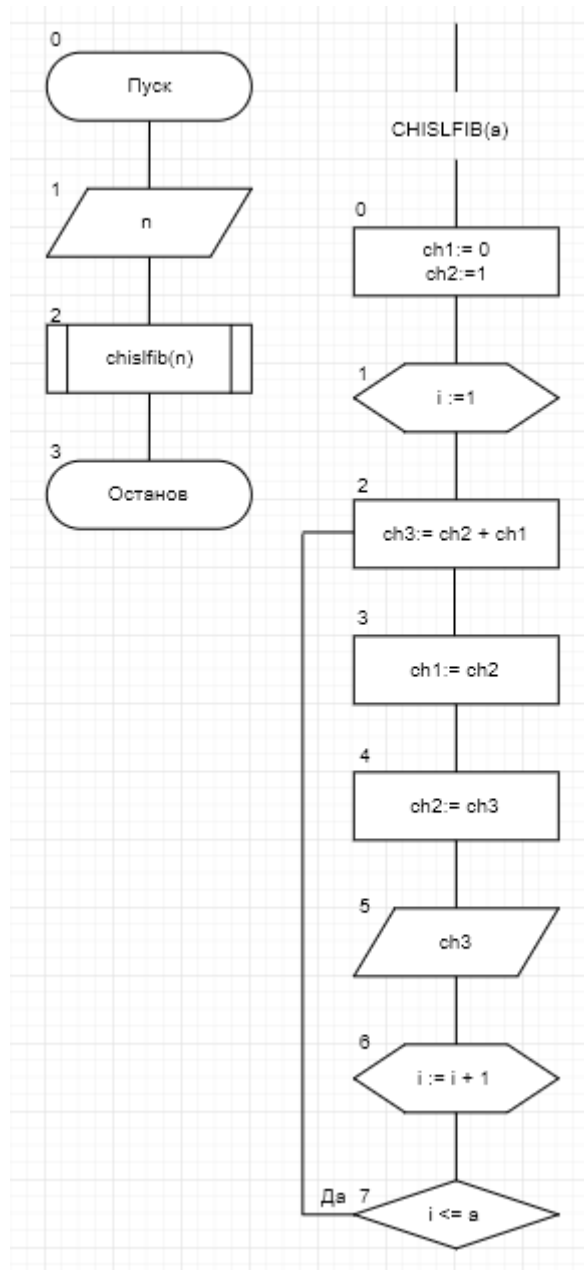 0
Пуск
1
n
2
chislfib(n)
3
Останов
CHISLFIB(a)
0
ch1:= 0
ch2:=1
1
i :=1
2
ch3:= ch2 + ch1
3
ch1:= ch2
4
ch2:= ch3
5
ch3
6
i := i + 1
Да 7
i <= a